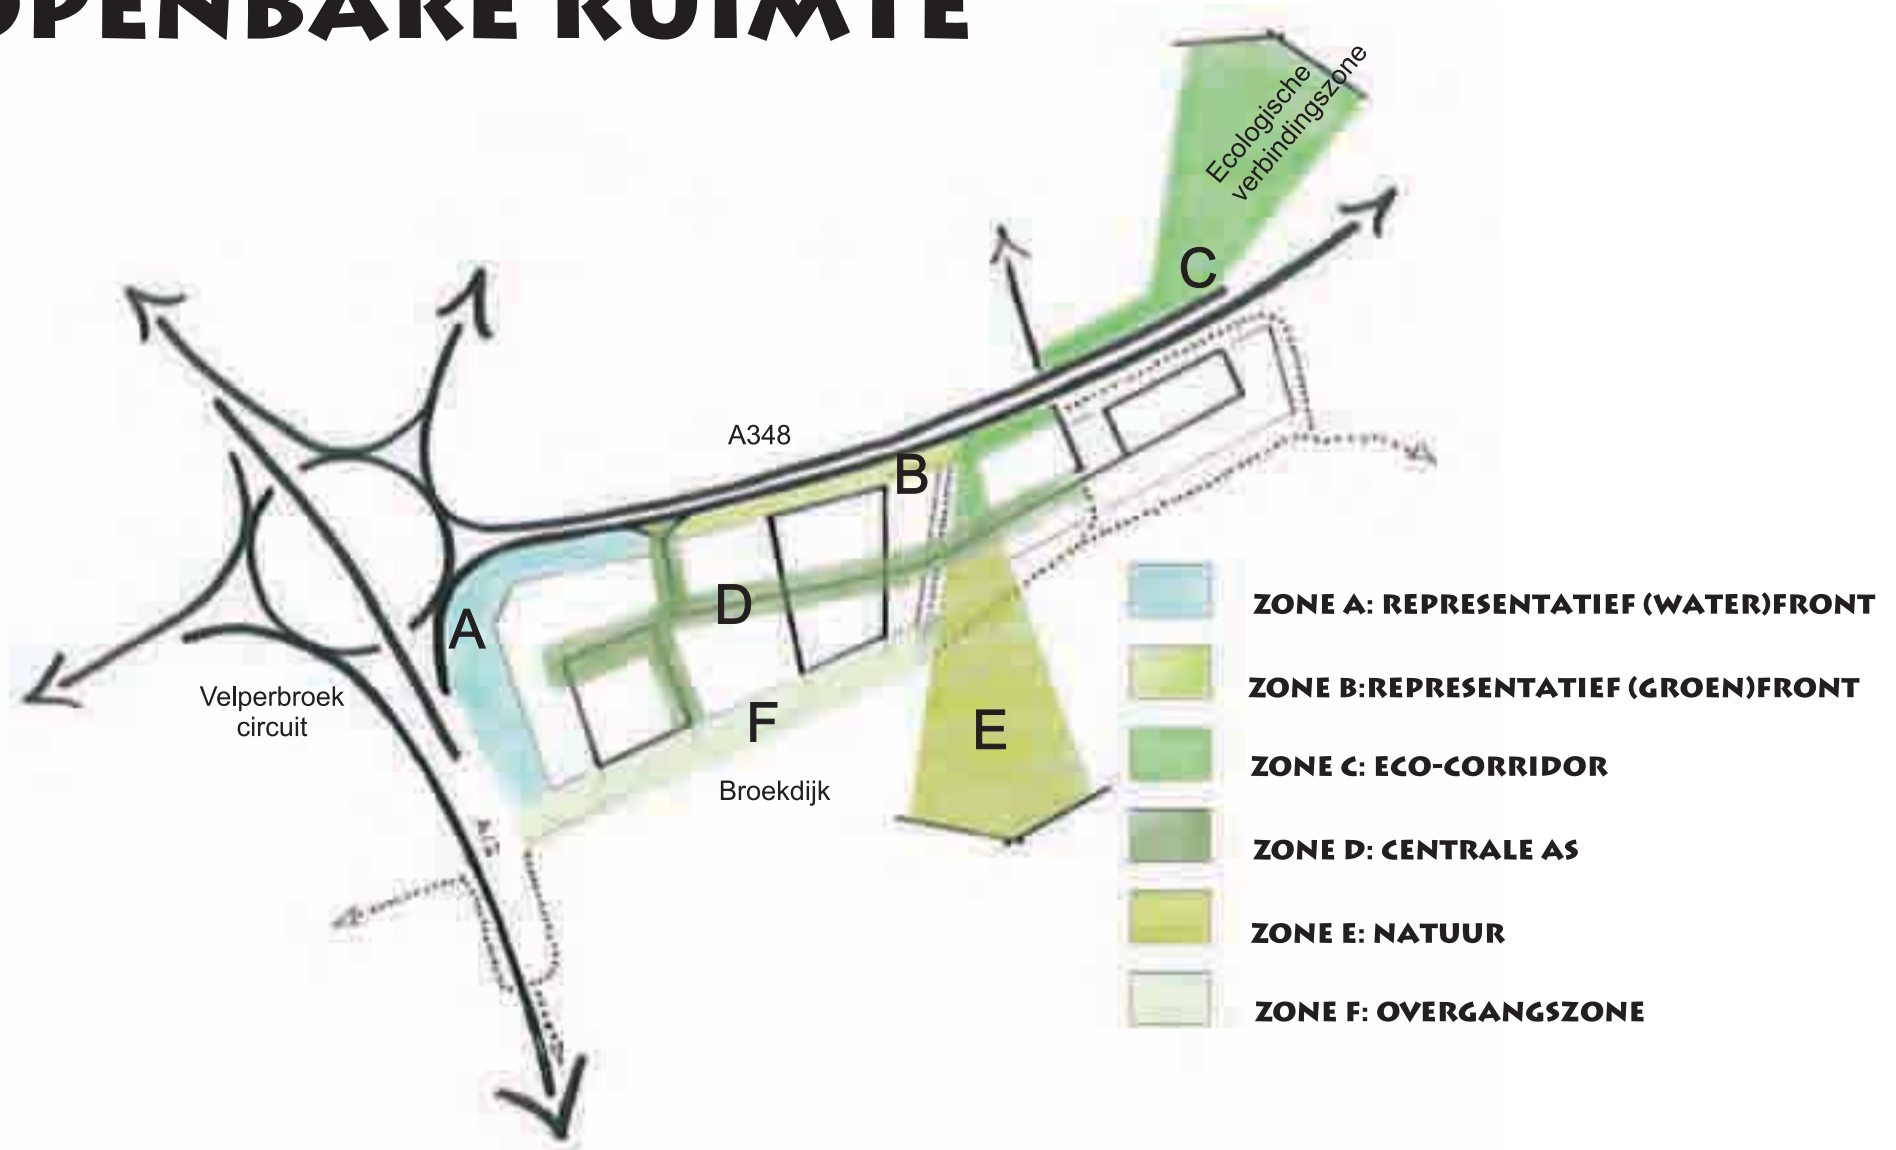 OPENBARE RUIMTE
Ecologische
verbindingszone
C
A348
B
A
D
Velperbroek
circuit
F
E
Broekdijk
ZONE A: REPRESENTATIEF (WATER)FRONT
ZONE B:REPRESENTATIEF (GROEN)FRONT
ZONE C: ECO-CORRIDOR
ZONE D: CENTRALE AS
ZONE E: NATUUR
ZONE F: OVERGANGSZONE